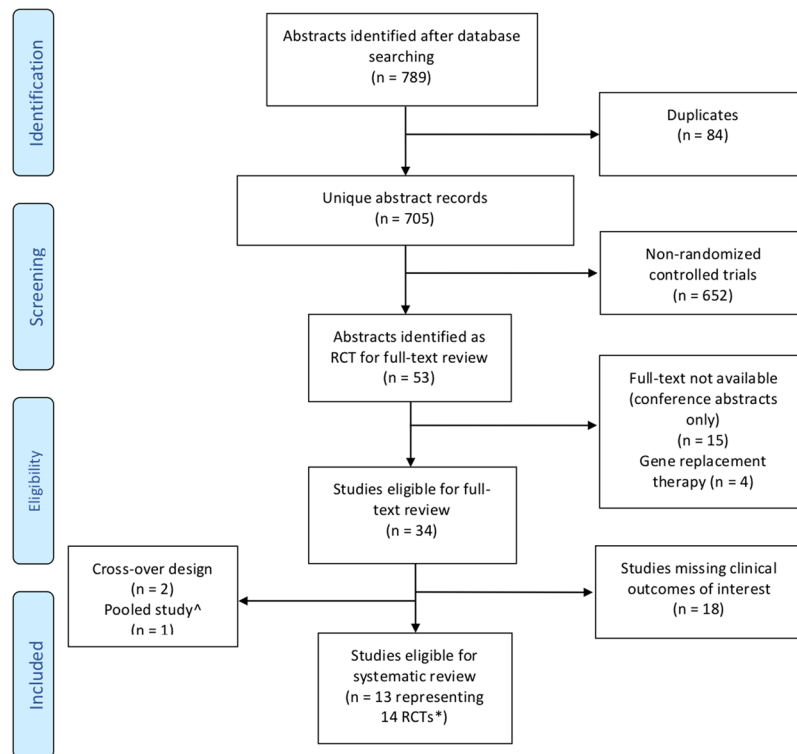 Identification
Abstracts identified after database
searching
(n = 789)
Duplicates
(n = 84)
Unique abstract records
(n = 705)
Screening
Non-randomized
controlled trials
(n = 652)
Abstracts identified as
RCT for full-text review
(n = 53)
Full-text not available
(conference abstracts
only)
(n = 15)
Gene replacement
therapy (n = 4)
Eligibility
Studies eligible for full-
text review
(n = 34)
Cross-over design
(n = 2)
Pooled study^
(n = 1)
Studies missing clinical
outcomes of interest
(n = 18)
Included
Studies eligible for
systematic review
(n = 13 representing
14 RCTs*)